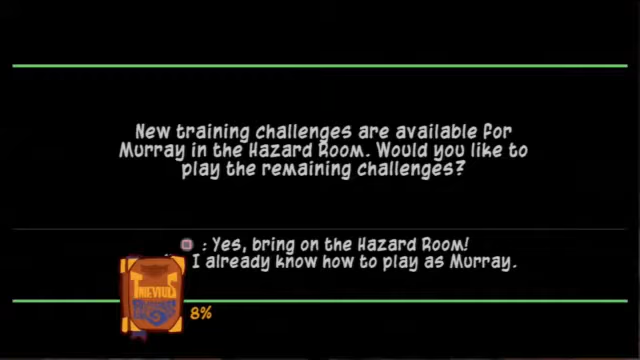 New training challenges are available for
Murray in the Hazard Room. Would you like to
play the remaining challenges?
: Yes, bring on the Hazard Room!
I already know how to play as Murray.
THIEVIUS
8%